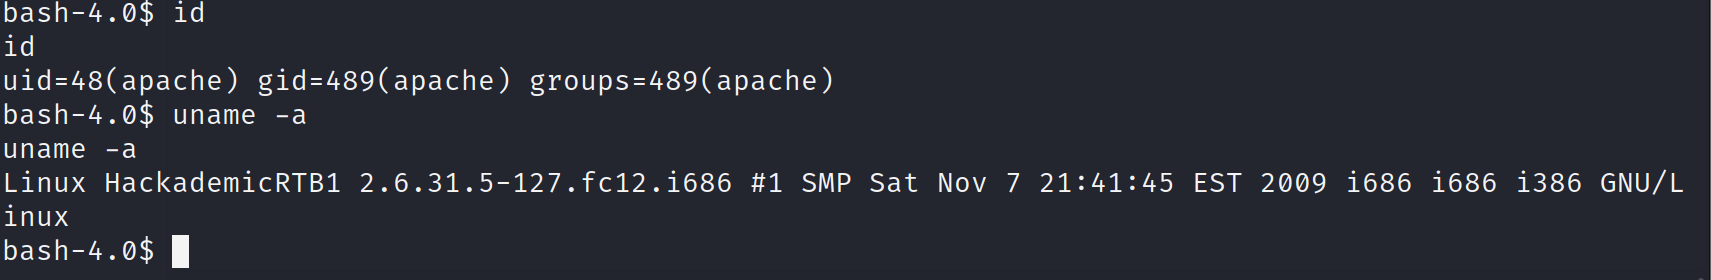 bash-4.0$ id
id
uid=48(apache) gid=489(apache) groups=489(apache)
bash-4.0$ uname -a
uname -a
Linux HackademicRTB1 2.6.31.5-127.fc12.i686 #1 SMP Sat Nov 7 21:41:45 EST 2009 i686 i686 i386 GNU/L
inux
bash-4.0$